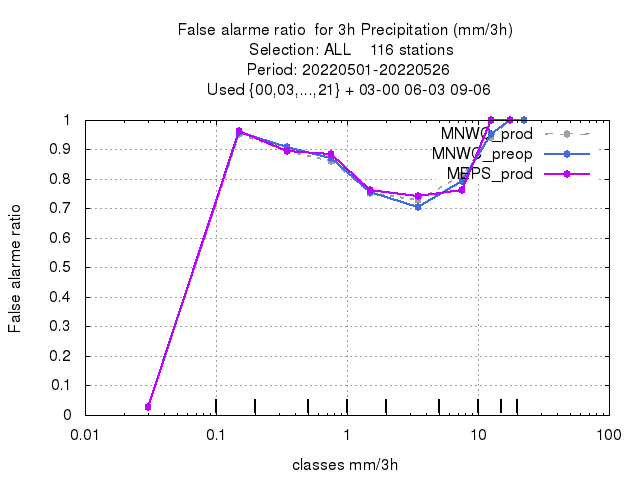 False alarme ratio  for 3h Precipitation (mm/3h)
Selection: ALL    116 stations
Period: 20220501-20220526
Used {00,03,...,21} + 03-00 06-03 09-06
MNWC_prod
MNWC_preop
MEPS_prod
1
0.9
0.8
0.7
0.6
0.5
0.4
0.3
0.2
0.1
0
False alarme ratio
0.01 0.1 1 10 100
classes mm/3h